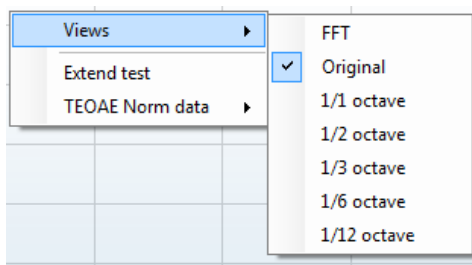 Views
Extend test
TEOAE Norm data
FFT
Original
1/1 octave
1/2 octave
1/3 octave
1/6 octave
1/12 octave